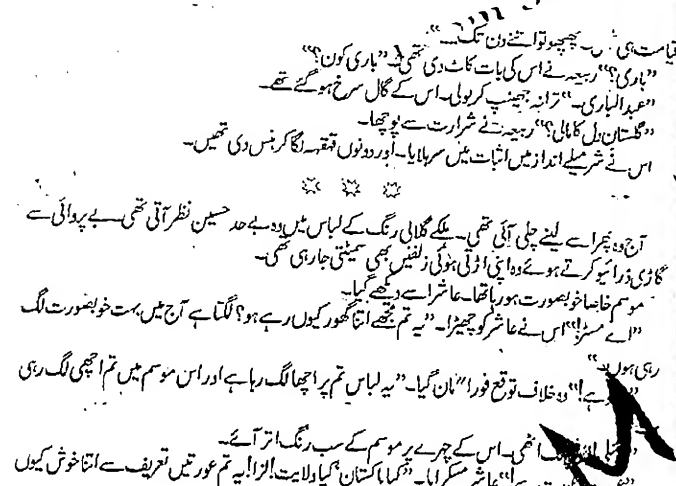 قیامت ہی ہیں۔ پھپھو تو اتنے دن تک...."
"باری؟" ربیعہ نے اس کی بات کاٹ دی تھی۔ "باری کون؟"
"عبدالباری۔" ترانہ جھینپ کر بولی۔ اس کے گال سرخ ہو گئے تھے۔
"گلستان دل کا مالی؟" ربیعہ نے شرارت سے پوچھا۔
اس نے شرمیلے انداز میں اثبات میں سر ہلایا۔ اور دونوں قہقہہ لگا کر ہنس دی تھیں۔
آج وہ پھر اسے لینے چلی آئی تھی۔ ہلکے گلابی رنگ کے لباس میں وہ بے حد حسین نظر آتی تھی۔ بے پروائی سے
گاڑی ڈرائیو کرتے ہوئے وہ اپنی اڑتی ہوئی زلفیں بھی سمیٹتی جا رہی تھی۔
موسم خاصا خوبصورت ہو رہا تھا۔ عاشر اسے دیکھے گیا۔
"اے مسٹر!" اس نے عاشر کو چھیڑا۔ "یہ تم مجھے اتنا گھور کیوں رہے ہو؟ لگتا ہے آج میں بہت خوبصورت لگ
رہی ہوں۔"
ہے!" وہ خلاف توقع فورا" مان گیا۔ "یہ لباس تم پر اچھا لگ رہا ہے اور اس موسم میں تم اچھی لگ رہی
اٹھی۔ اس کے چہرے پر موسم کے سب رنگ اتر آئے۔
عاشر مسکرایا۔ "کیا پاکستان، کیا ولایت! لزا! یہ تم عورتیں تعریف سے اتنا خوش کیوں